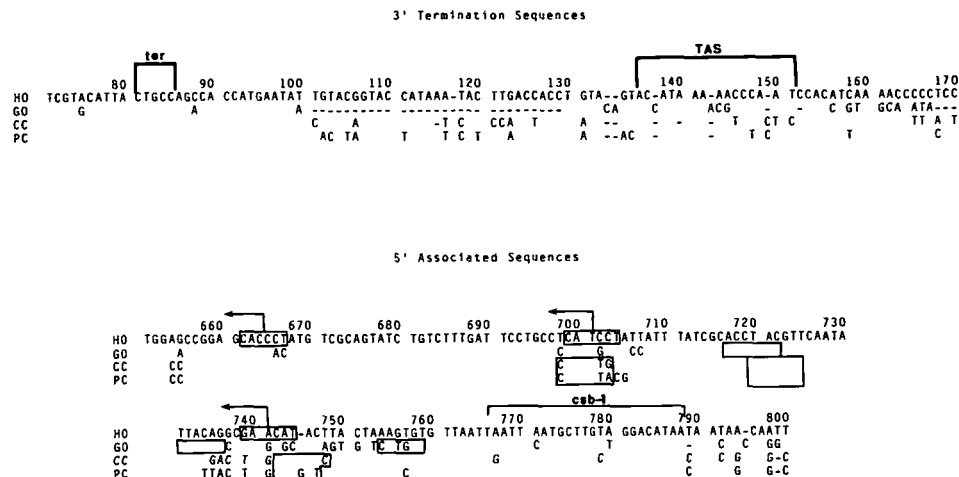 3' Termination Sequences
ter TAS
80 90 100 110 120 130 140 150 160 170
HO TCGTACATTA CTGCCAGCCA CCATGAATAT TGTACGGTAC CATAAA-TAC TTGACCACCT GTA--GTAC-ATA AA-AACCCAA-AT CCACATCAA AACCCCCTCC
GO G A A ------------------------------ CA C ACG - - C GT GCA ATA---
CC C A -T C CCA T A -- - - - T CT C TT A T
PC AC TA T T C T A A --AC - T C T C
5' Associated Sequences
660 670 680 690 700 710 720 730
HO TGGAGCCGGA GCACCCTATG TCGCAGTATC TGTCTTTGAT TCCTGCCTCA TCCTATTATT TATCGCACCT ACGTTCAATA
GO A AC C G CC
CC CC C TG
PC CC C TACG
csb-1
740 750 760 770 780 790 800
HO TTACAGGCGA ACAT-ACTTA CTAAAGTGTG TTAATTAATT AATGCTTGTA GGACATAATA ATAACA-CAATT
GO C G GC AT G TC TG C T C C GG
CC GAC T G C G C C C G G-C
PC TTAC T G G T C C G G-C